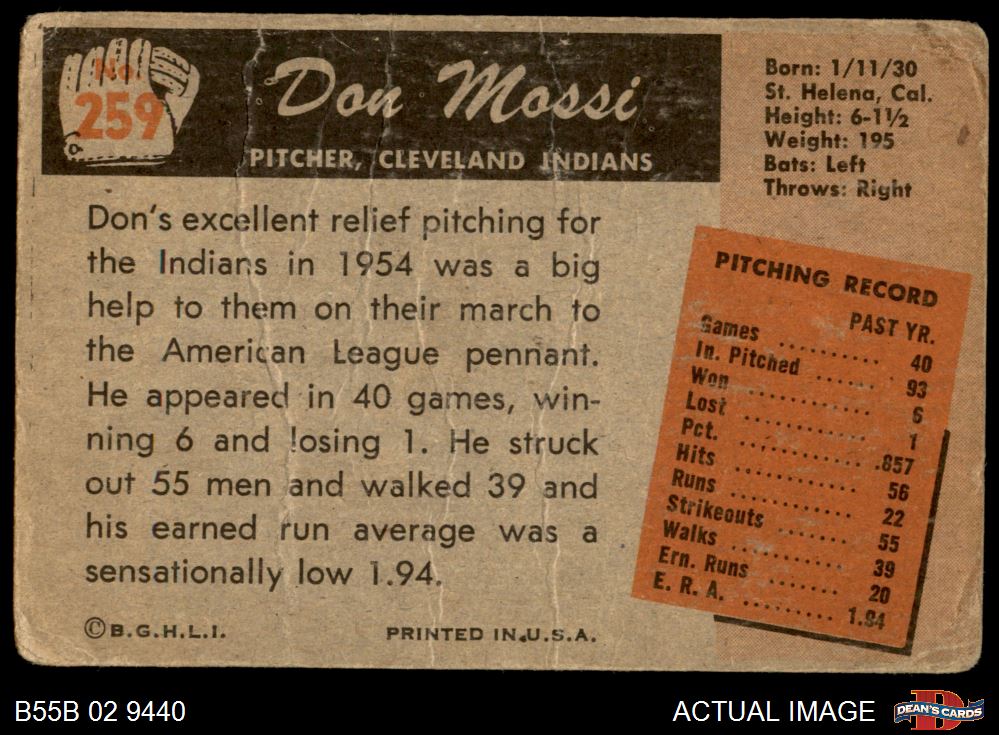 No.
259
Don Mossi
PITCHER, CLEVELAND INDIANS
Born: 1/11/30
St. Helena, Cal.
Height: 6-1½
Weight: 195
Bats: Left
Throws: Right
Don's excellent relief pitching for
the Indians in 1954 was a big
help to them on their march to
the American League pennant.
He appeared in 40 games, win-
ning 6 and losing 1. He struck
out 55 men and walked 39 and
his earned run average was a
sensationally low 1.94.
PITCHING RECORD
PAST YR.
Games .......... 40
In. Pitched ...... 93
Won ............ 6
Lost ............ 1
Pct. ............ .857
Hits ............ 56
Runs ............ 22
Strikeouts ....... 55
Walks .......... 39
Ern. Runs ....... 20
E. R. A. ......... 1.94
©B.G.H.L.I.
PRINTED IN U.S.A.
B55B 02 9440
ACTUAL IMAGE
DEAN'S CARDS